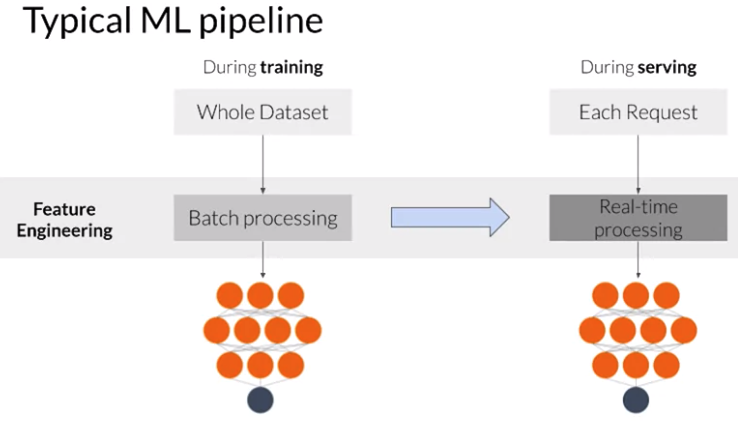 Typical ML pipeline
During training
During serving
Whole Dataset
Each Request
Feature
Engineering
Batch processing
Real-time
processing